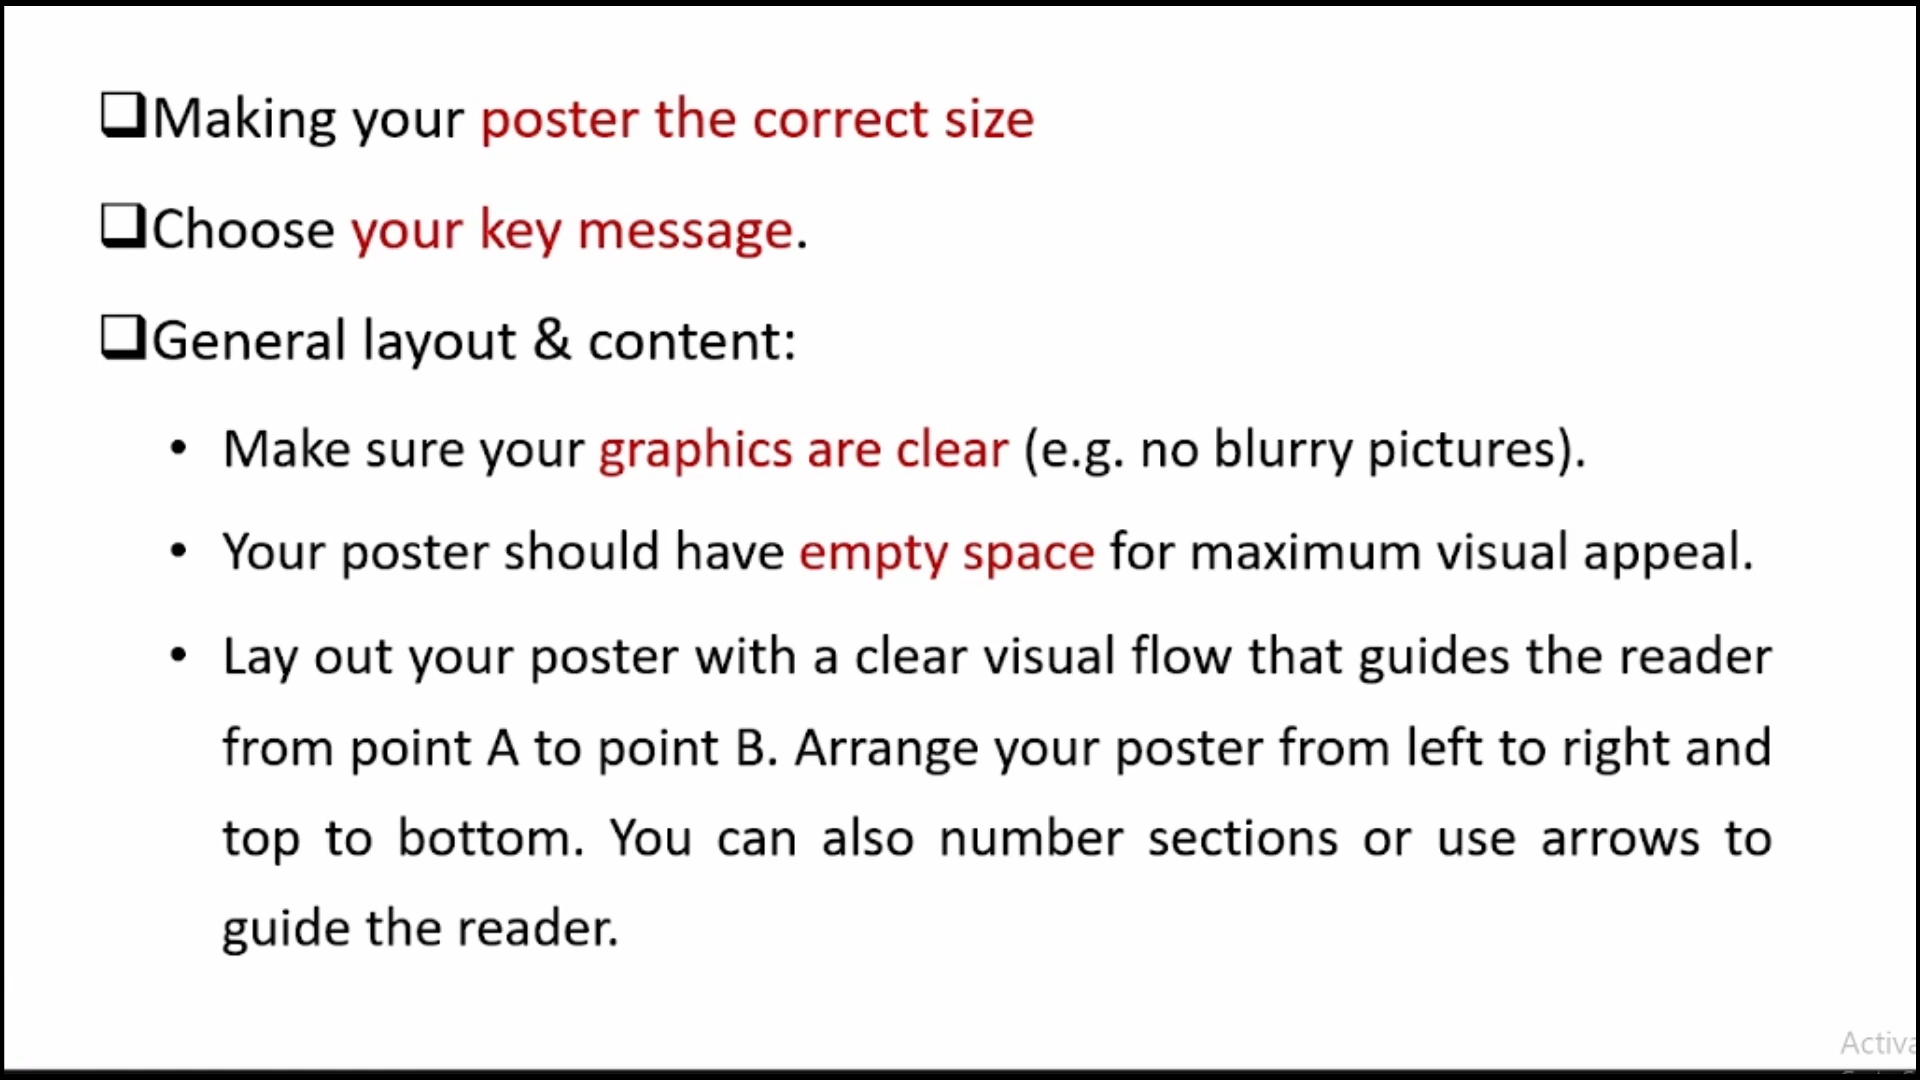 ❑Making your poster the correct size
❑Choose your key message.
❑General layout & content:
• Make sure your graphics are clear (e.g. no blurry pictures).
• Your poster should have empty space for maximum visual appeal.
• Lay out your poster with a clear visual flow that guides the reader
from point A to point B. Arrange your poster from left to right and
top to bottom. You can also number sections or use arrows to
guide the reader.